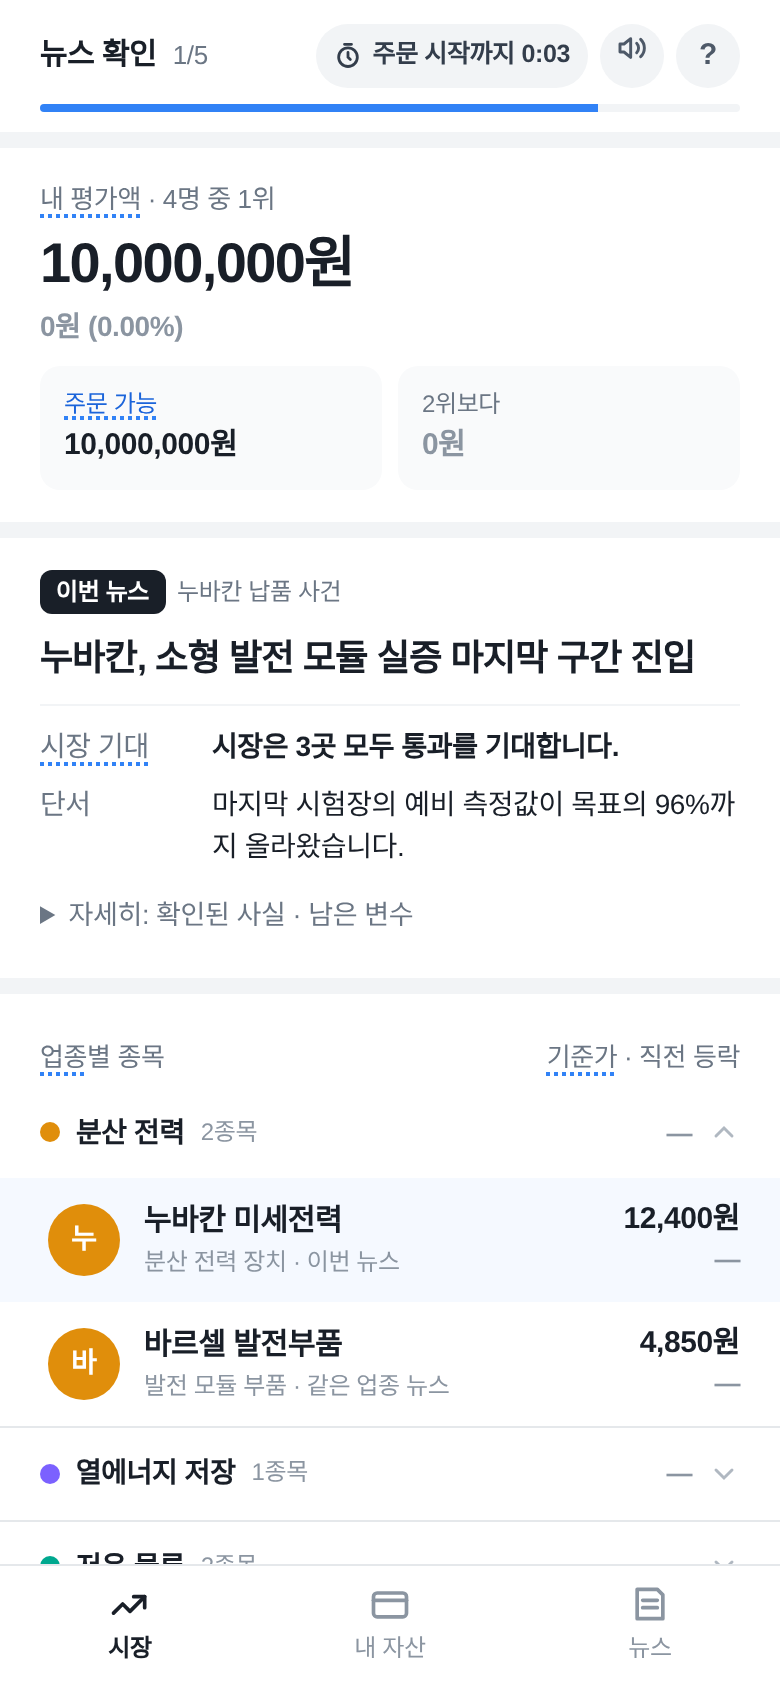 뉴스 확인 1/5
주문 시작까지 0:03
?
내 평가액 · 4명 중 1위
10,000,000원
0원 (0.00%)
주문 가능
10,000,000원
2위보다
0원
이번 뉴스 누바칸 납품 사건
누바칸, 소형 발전 모듈 실증 마지막 구간 진입
시장 기대 시장은 3곳 모두 통과를 기대합니다.
단서 마지막 시험장의 예비 측정값이 목표의 96%까
지 올라왔습니다.
▶ 자세히: 확인된 사실 · 남은 변수
업종별 종목 기준가 · 직전 등락
분산 전력 2종목 —
누 누바칸 미세전력 12,400원
분산 전력 장치 · 이번 뉴스 —
바 바르셀 발전부품 4,850원
발전 모듈 부품 · 같은 업종 뉴스 —
열에너지 저장 1종목 —
시장 내 자산 뉴스